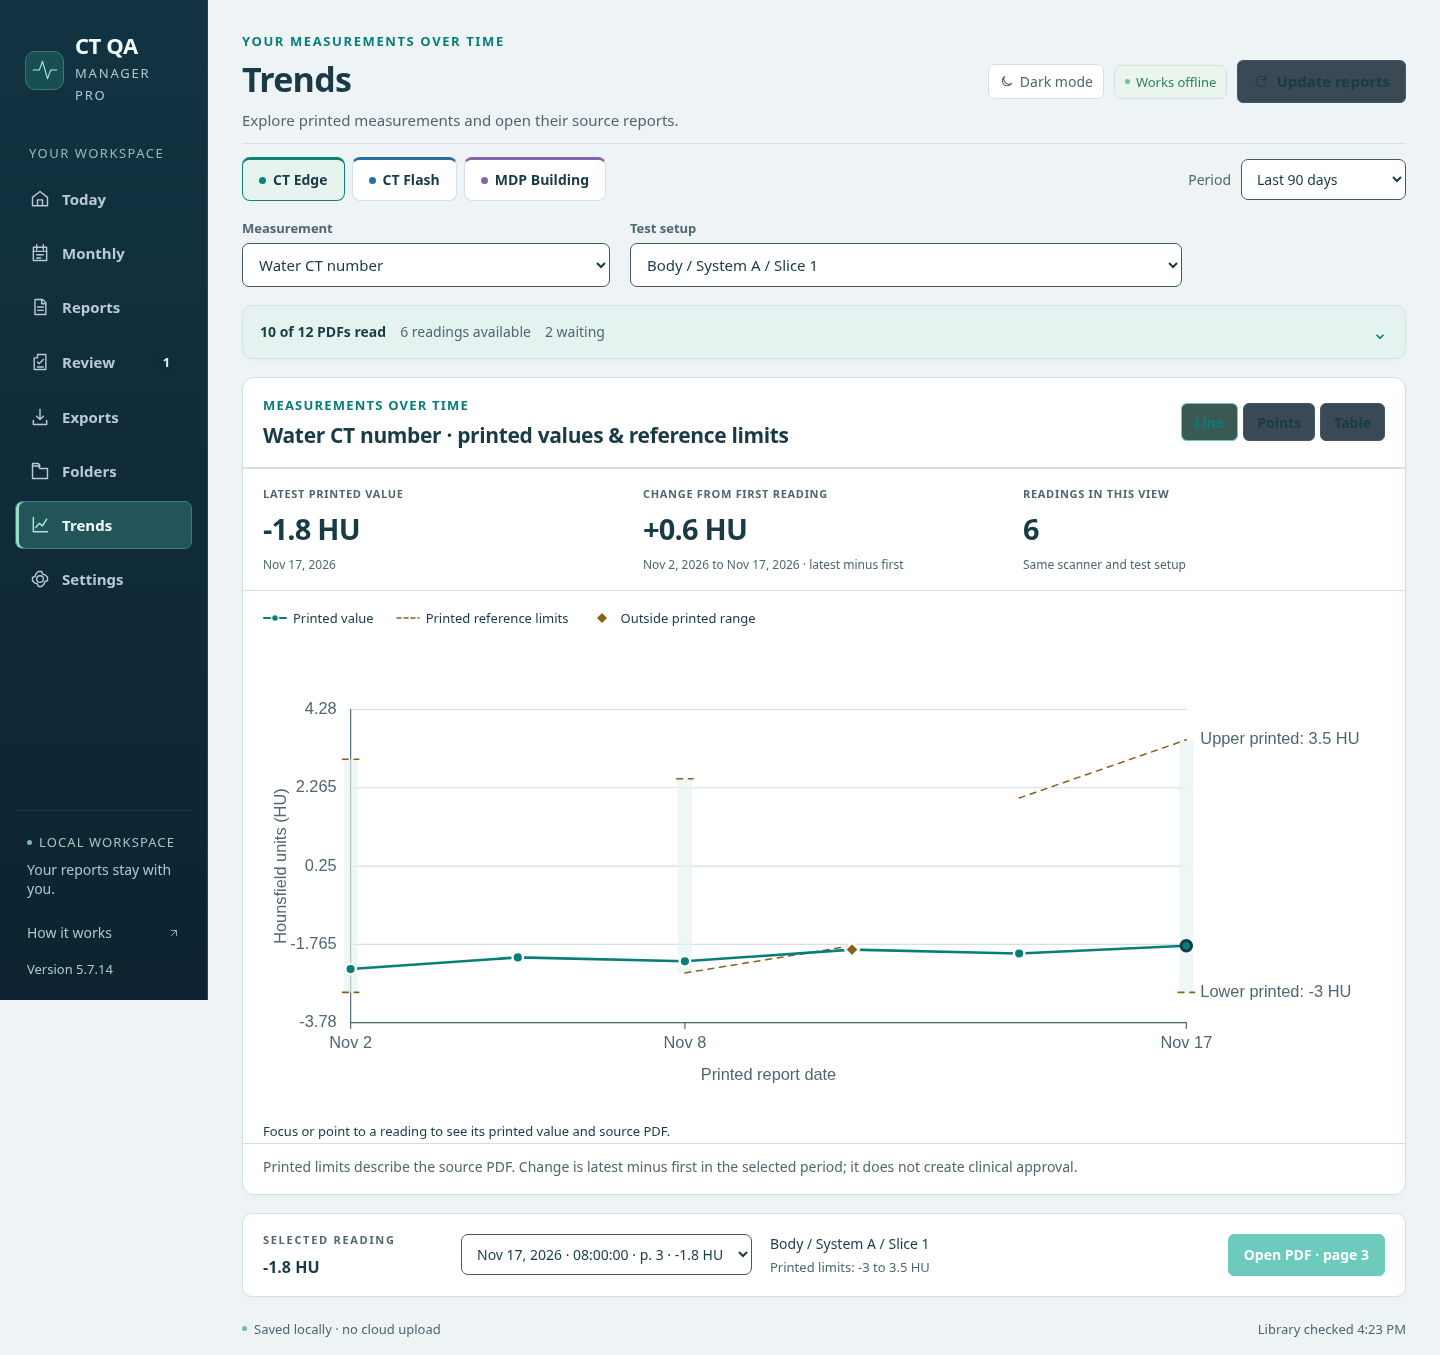 CT QA
MANAGER
PRO
YOUR WORKSPACE
Today
Monthly
Reports
Review 1
Exports
Folders
Trends
Settings
LOCAL WORKSPACE
Your reports stay with
you.
How it works
Version 5.7.14
YOUR MEASUREMENTS OVER TIME
Trends
Dark mode
Works offline
Update reports
Explore printed measurements and open their source reports.
CT Edge
CT Flash
MDP Building
Period
Last 90 days
Measurement
Test setup
Water CT number
Body / System A / Slice 1
10 of 12 PDFs read 6 readings available 2 waiting
MEASUREMENTS OVER TIME
Water CT number · printed values & reference limits
Line
Points
Table
LATEST PRINTED VALUE
-1.8 HU
Nov 17, 2026
CHANGE FROM FIRST READING
+0.6 HU
Nov 2, 2026 to Nov 17, 2026 · latest minus first
READINGS IN THIS VIEW
6
Same scanner and test setup
Printed value
Printed reference limits
Outside printed range
Hounsfield units (HU)
4.28
2.265
0.25
-1.765
-3.78
Upper printed: 3.5 HU
Lower printed: -3 HU
Nov 2
Nov 8
Nov 17
Printed report date
Focus or point to a reading to see its printed value and source PDF.
Printed limits describe the source PDF. Change is latest minus first in the selected period; it does not create clinical approval.
SELECTED READING
-1.8 HU
Nov 17, 2026 · 08:00:00 · p. 3 · -1.8 HU
Body / System A / Slice 1
Printed limits: -3 to 3.5 HU
Open PDF · page 3
Saved locally · no cloud upload
Library checked 4:23 PM